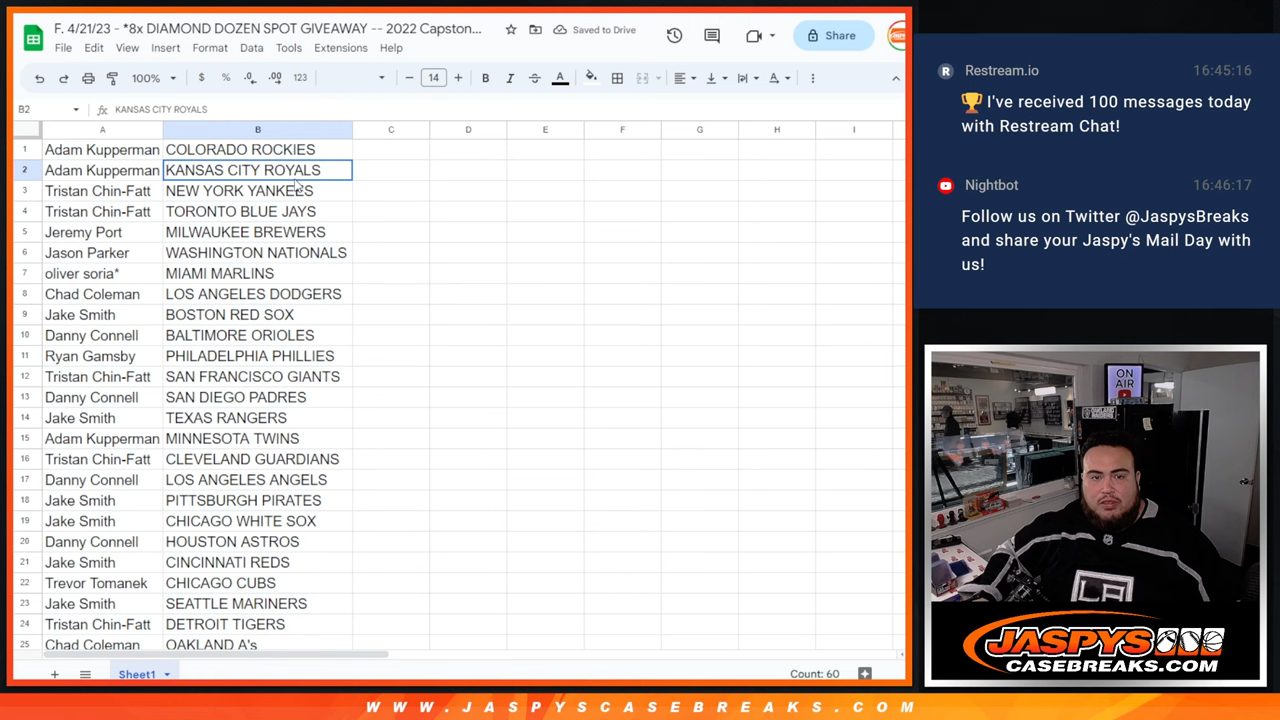 F. 4/21/23 - *8x DIAMOND DOZEN SPOT GIVEAWAY -- 2022 Capston...
Saved to Drive
Share
File Edit View Insert Format Data Tools Extensions Help
100% $ % .0 .00 123 14 B I A
B2 fx KANSAS CITY ROYALS
A B C D E F G H I
1 Adam Kupperman COLORADO ROCKIES
2 Adam Kupperman KANSAS CITY ROYALS
3 Tristan Chin-Fatt NEW YORK YANKEES
4 Tristan Chin-Fatt TORONTO BLUE JAYS
5 Jeremy Port MILWAUKEE BREWERS
6 Jason Parker WASHINGTON NATIONALS
7 oliver soria* MIAMI MARLINS
8 Chad Coleman LOS ANGELES DODGERS
9 Jake Smith BOSTON RED SOX
10 Danny Connell BALTIMORE ORIOLES
11 Ryan Gamsby PHILADELPHIA PHILLIES
12 Tristan Chin-Fatt SAN FRANCISCO GIANTS
13 Danny Connell SAN DIEGO PADRES
14 Jake Smith TEXAS RANGERS
15 Adam Kupperman MINNESOTA TWINS
16 Tristan Chin-Fatt CLEVELAND GUARDIANS
17 Danny Connell LOS ANGELES ANGELS
18 Jake Smith PITTSBURGH PIRATES
19 Jake Smith CHICAGO WHITE SOX
20 Danny Connell HOUSTON ASTROS
21 Jake Smith CINCINNATI REDS
22 Trevor Tomanek CHICAGO CUBS
23 Jake Smith SEATTLE MARINERS
24 Tristan Chin-Fatt DETROIT TIGERS
25 Chad Coleman OAKLAND A's
Sheet1 Count: 60
R Restream.io 16:45:16
🏆 I've received 100 messages today
with Restream Chat!
Nightbot 16:46:17
Follow us on Twitter @JaspysBreaks
and share your Jaspy's Mail Day with
us!
ON
AIR
LA
JASPYS
CASEBREAKS.COM
WWW.JASPYSCASEBREAKS.COM